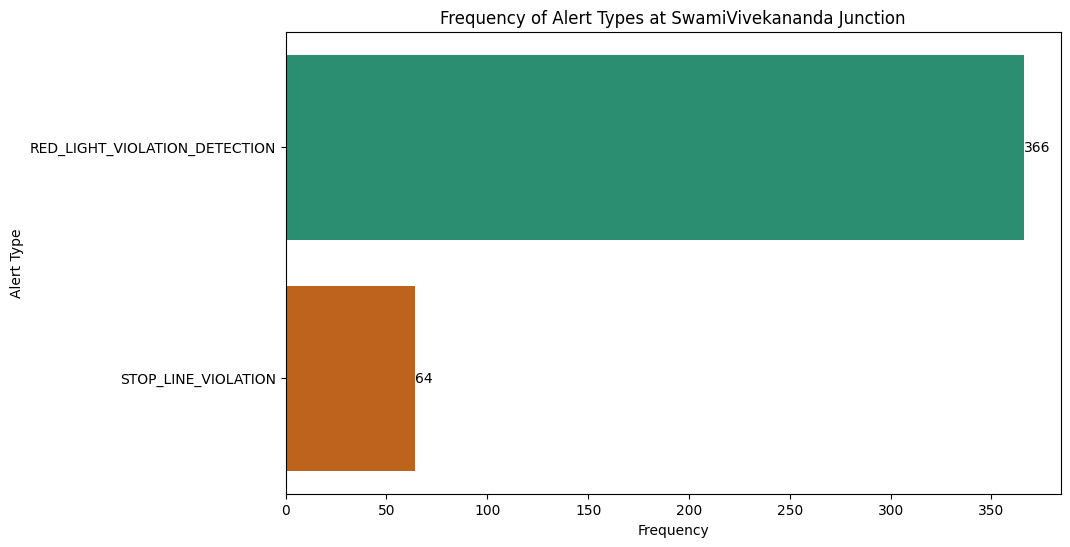 Frequency of Alert Types at SwamiVivekananda Junction
Alert Type
RED_LIGHT_VIOLATION_DETECTION
366
STOP_LINE_VIOLATION
64
0 50 100 150 200 250 300 350
Frequency